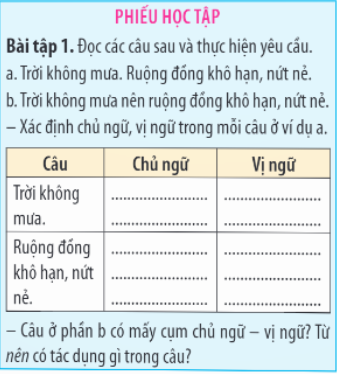 PHIẾU HỌC TẬP
Bài tập 1. Đọc các câu sau và thực hiện yêu cầu.
a. Trời không mưa. Ruộng đồng khô hạn, nứt nẻ.
b. Trời không mưa nên ruộng đồng khô hạn, nứt nẻ.
– Xác định chủ ngữ, vị ngữ trong mỗi câu ở ví dụ a.
Câu Chủ ngữ Vị ngữ
Trời không
mưa.
Ruộng đồng
khô hạn, nứt
nẻ.
– Câu ở phần b có mấy cụm chủ ngữ – vị ngữ? Từ
nên có tác dụng gì trong câu?